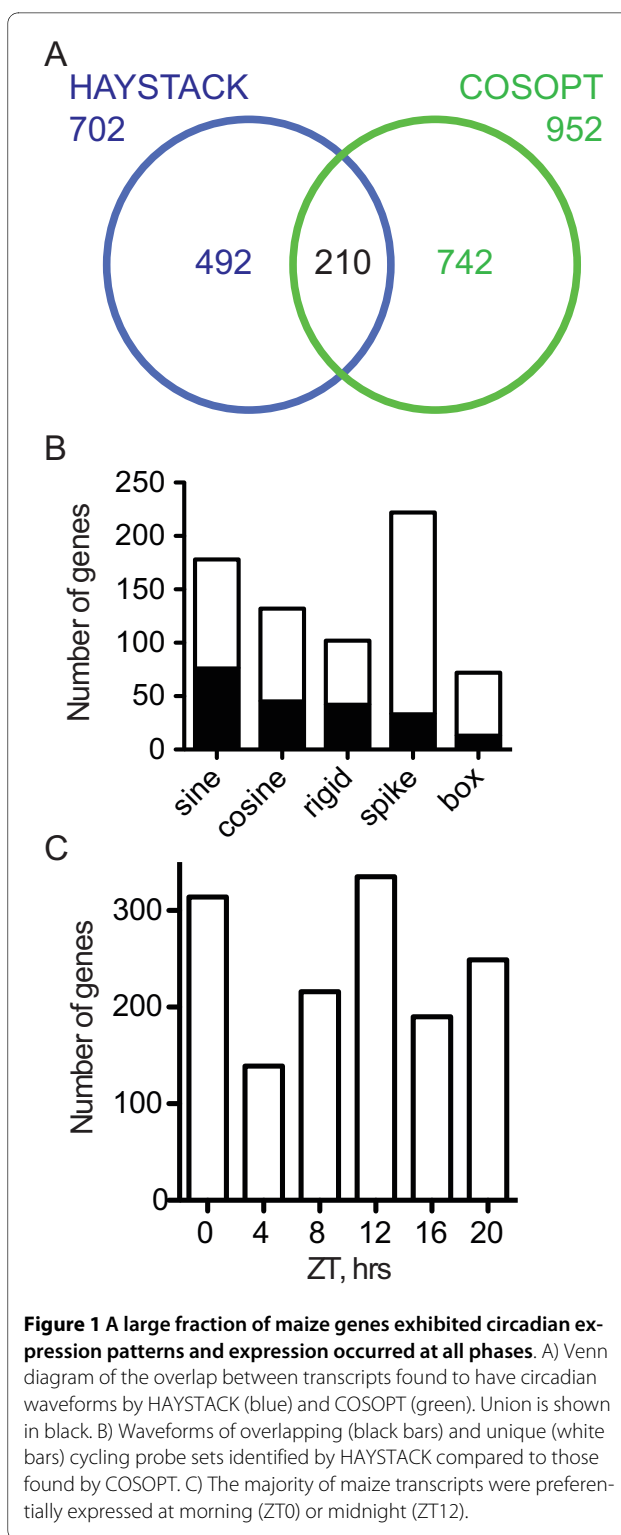 A
HAYSTACK
702
COSOPT
952
492
210
742
B
Number of genes
250
200
150
100
50
0
sine
cosine
rigid
spike
box
C
Number of genes
300
200
100
0
0
4
8
12
16
20
ZT, hrs
Figure 1 A large fraction of maize genes exhibited circadian ex-
pression patterns and expression occurred at all phases. A) Venn
diagram of the overlap between transcripts found to have circadian
waveforms by HAYSTACK (blue) and COSOPT (green). Union is shown
in black. B) Waveforms of overlapping (black bars) and unique (white
bars) cycling probe sets identified by HAYSTACK compared to those
found by COSOPT. C) The majority of maize transcripts were preferen-
tially expressed at morning (ZT0) or midnight (ZT12).